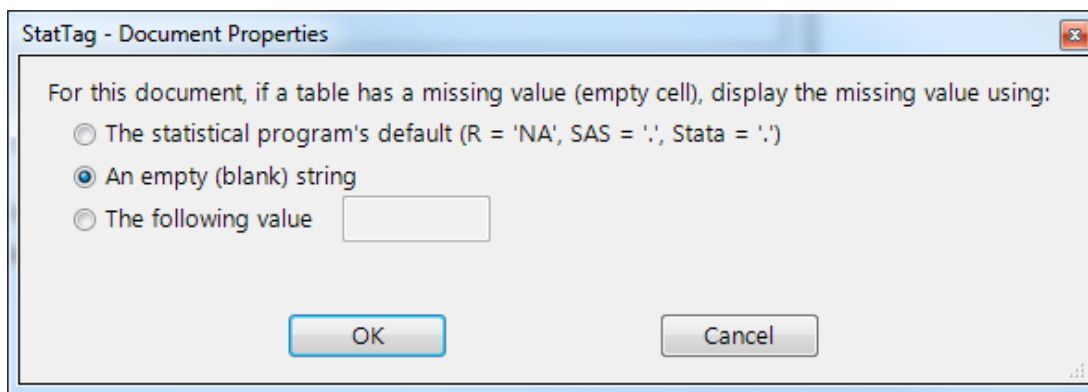 StatTag - Document Properties
For this document, if a table has a missing value (empty cell), display the missing value using:
The statistical program's default (R = 'NA', SAS = '.', Stata = '.')
An empty (blank) string
The following value
OK Cancel